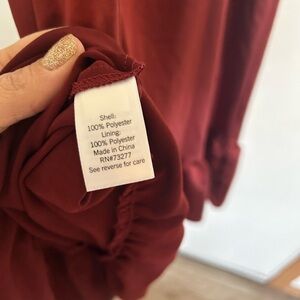 Shell:
100% Polyester
Lining:
100% Polyester
Made in China
RN#73277
See reverse for care